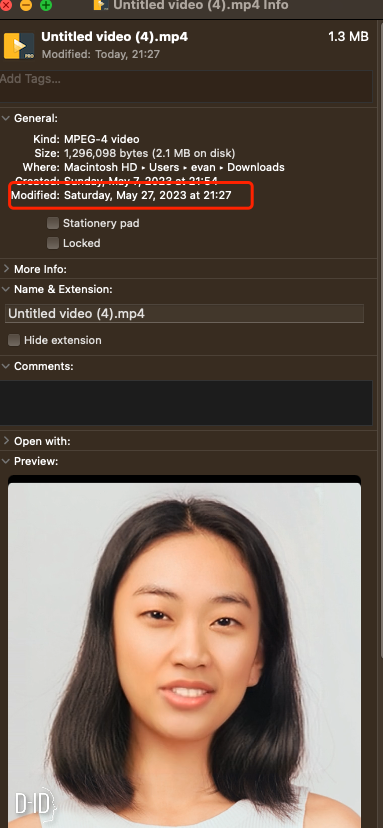 Untitled video (4).mp4 Info
Untitled video (4).mp4 1.3 MB
Modified: Today, 21:27
Add Tags...
General:
Kind: MPEG-4 video
Size: 1,296,098 bytes (2.1 MB on disk)
Where: Macintosh HD ▸ Users ▸ evan ▸ Downloads
Created: Sunday, May 7, 2023 at 21:54
Modified: Saturday, May 27, 2023 at 21:27
Stationery pad
Locked
More Info:
Name & Extension:
Untitled video (4).mp4
Hide extension
Comments:
Open with:
Preview:
D-ID